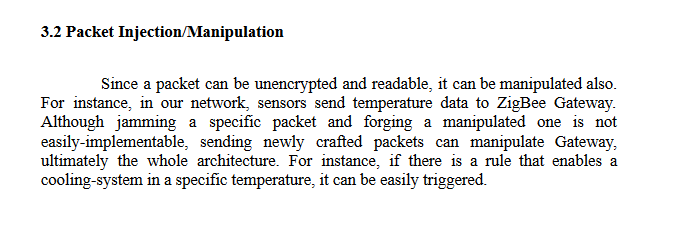 3.2 Packet Injection/Manipulation
Since a packet can be unencrypted and readable, it can be manipulated also.
For instance, in our network, sensors send temperature data to ZigBee Gateway.
Although jamming a specific packet and forging a manipulated one is not
easily-implementable, sending newly crafted packets can manipulate Gateway,
ultimately the whole architecture. For instance, if there is a rule that enables a
cooling-system in a specific temperature, it can be easily triggered.